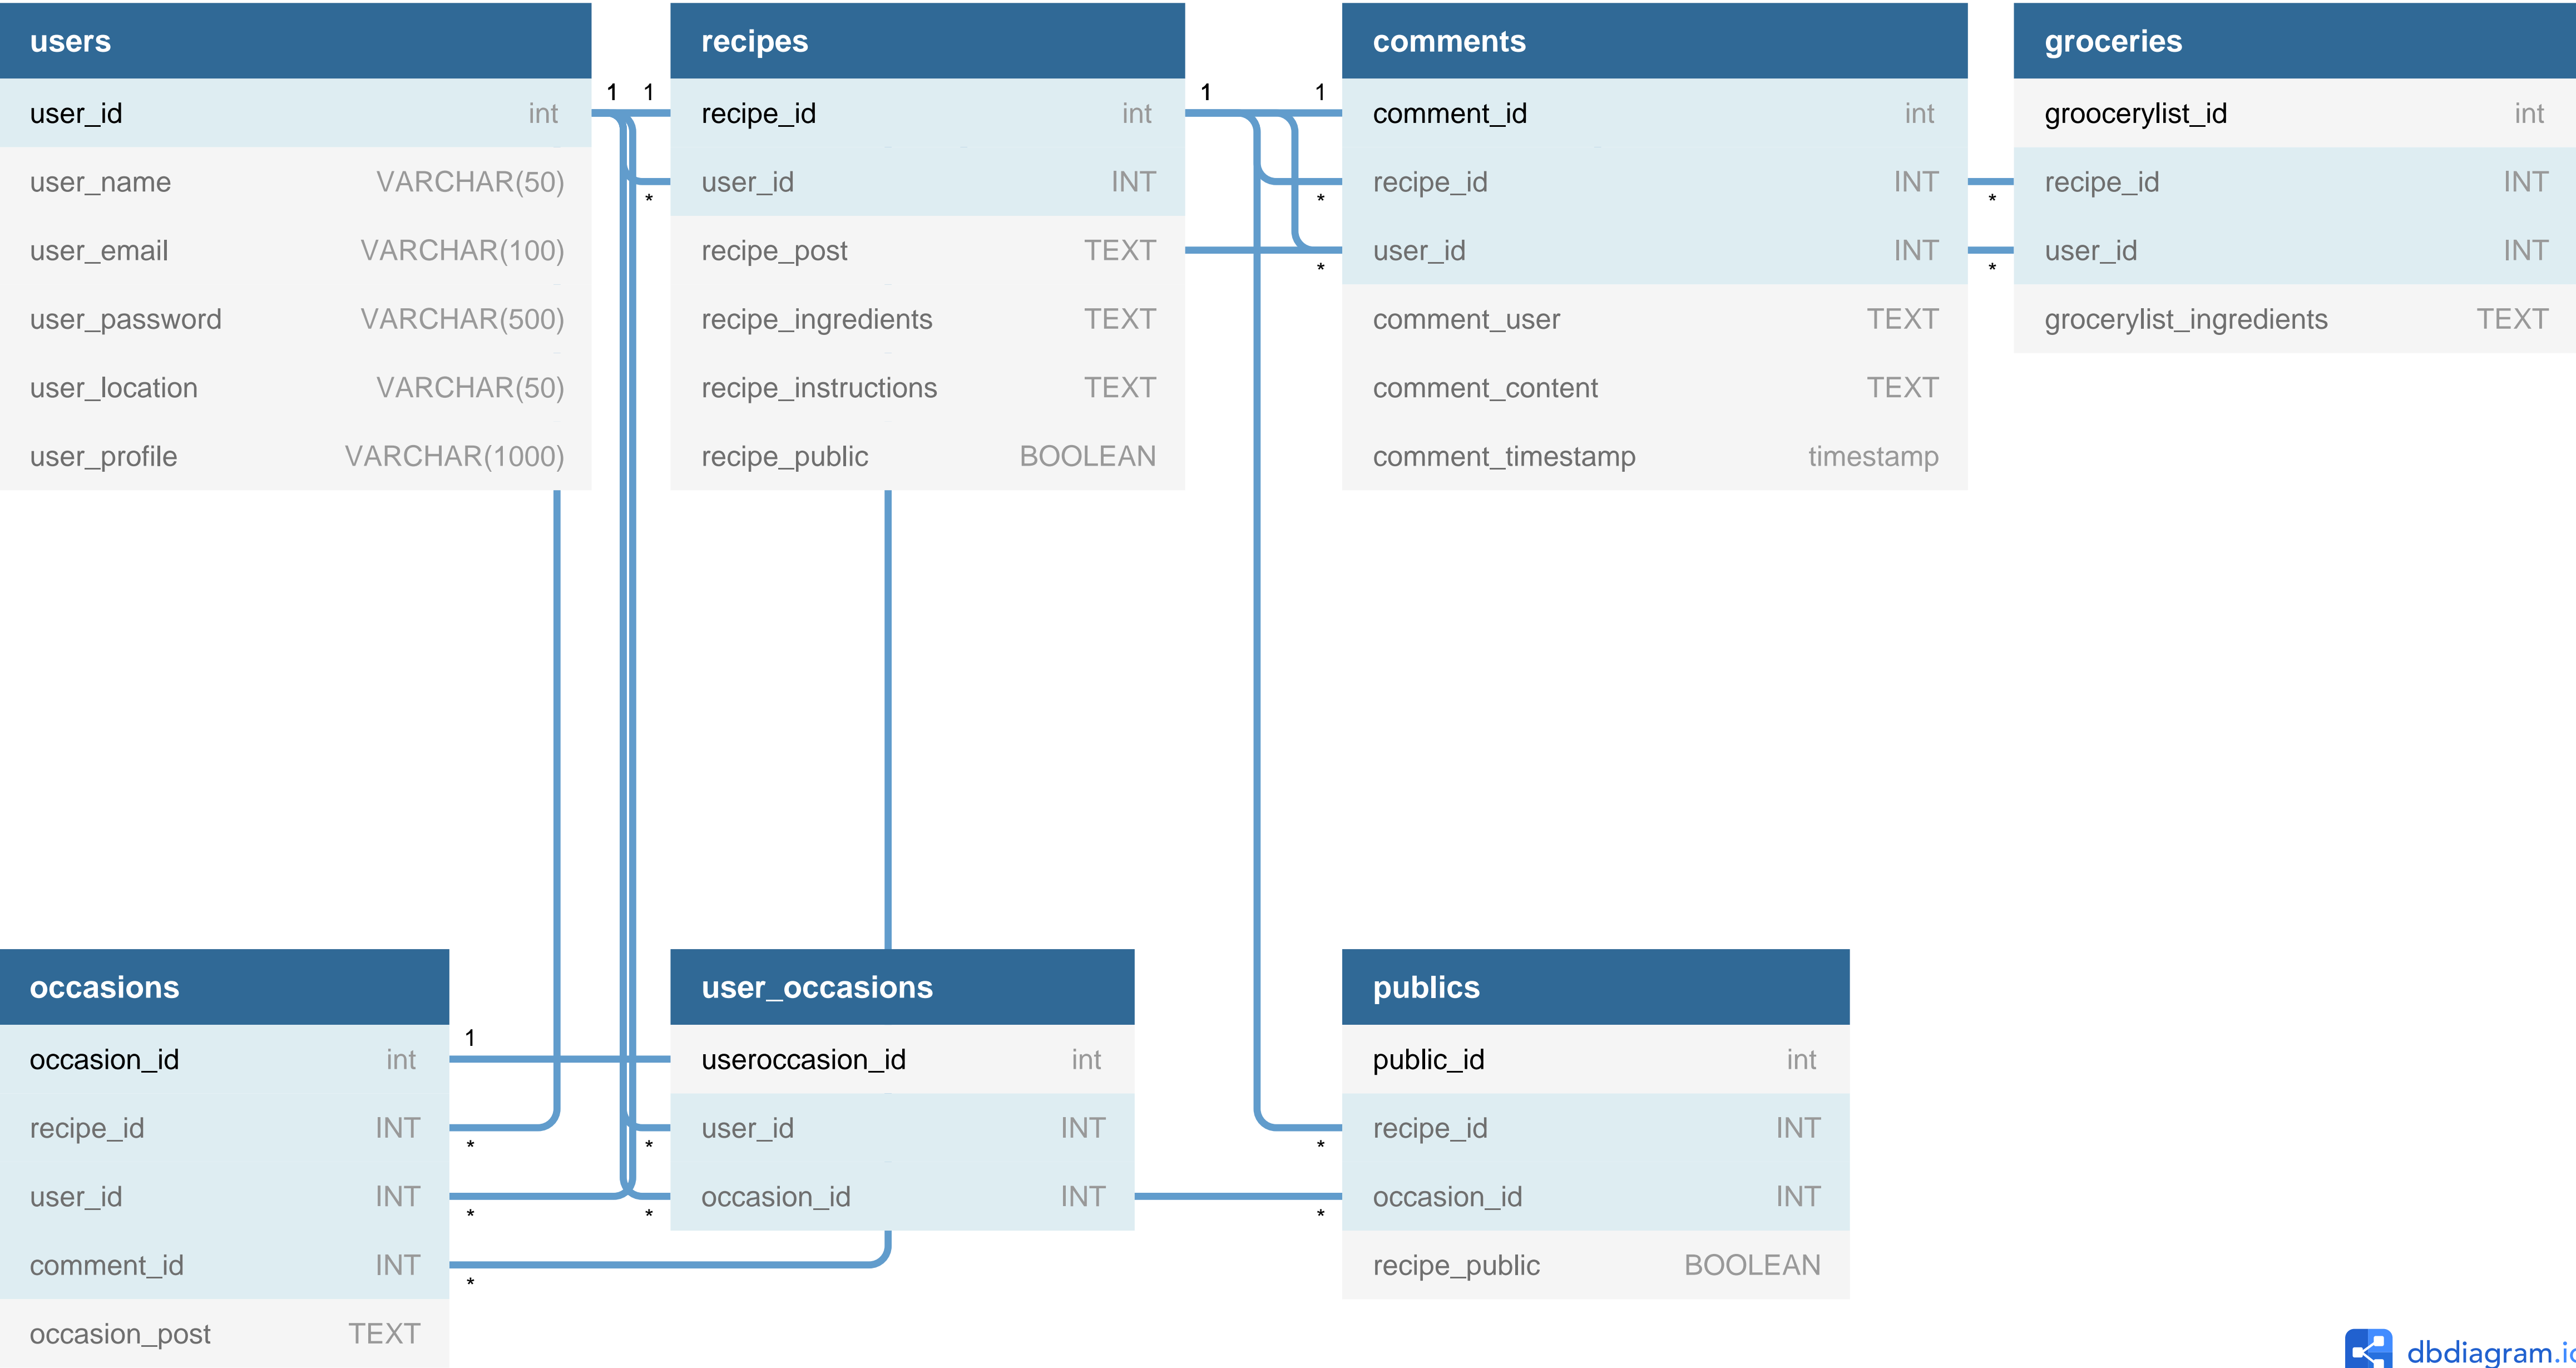 users
user_id int
user_name VARCHAR(50)
user_email VARCHAR(100)
user_password VARCHAR(500)
user_location VARCHAR(50)
user_profile VARCHAR(1000)
1 1
*
recipes
recipe_id int
user_id INT
recipe_post TEXT
recipe_ingredients TEXT
recipe_instructions TEXT
recipe_public BOOLEAN
1 1
*
*
comments
comment_id int
recipe_id INT
user_id INT
comment_user TEXT
comment_content TEXT
comment_timestamp timestamp
*
*
groceries
groocerylist_id int
recipe_id INT
user_id INT
grocerylist_ingredients TEXT
occasions
occasion_id int
recipe_id INT
user_id INT
comment_id INT
occasion_post TEXT
1
* *
* *
*
user_occasions
useroccasion_id int
user_id INT
occasion_id INT
*
*
publics
public_id int
recipe_id INT
occasion_id INT
recipe_public BOOLEAN
dbdiagram.io